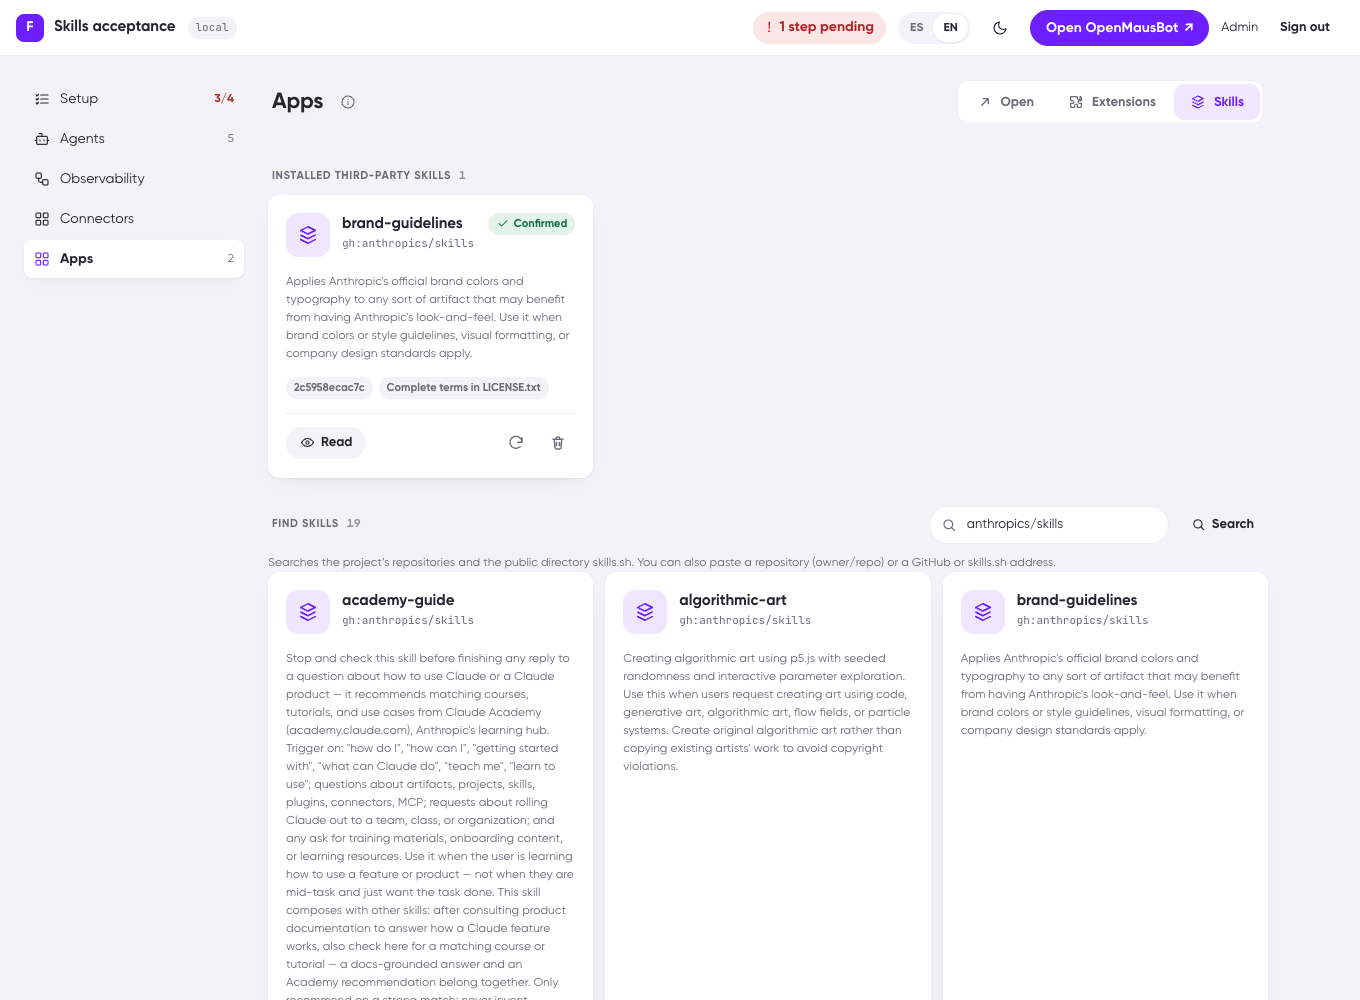 F Skills acceptance local
! 1 step pending
ES EN
Open OpenMausBot
Admin
Sign out
Setup 3/4
Agents 5
Observability
Connectors
Apps 2
Apps
Open
Extensions
Skills
INSTALLED THIRD-PARTY SKILLS 1
brand-guidelines
Confirmed
gh:anthropics/skills
Applies Anthropic's official brand colors and
typography to any sort of artifact that may benefit
from having Anthropic's look-and-feel. Use it when
brand colors or style guidelines, visual formatting, or
company design standards apply.
2c5958ecac7c
Complete terms in LICENSE.txt
Read
FIND SKILLS 19
anthropics/skills
Search
Searches the project's repositories and the public directory skills.sh. You can also paste a repository (owner/repo) or a GitHub or skills.sh address.
academy-guide
gh:anthropics/skills
Stop and check this skill before finishing any reply to
a question about how to use Claude or a Claude
product — it recommends matching courses,
tutorials, and use cases from Claude Academy
(academy.claude.com), Anthropic's learning hub.
Trigger on: "how do I", "how can I", "getting started
with", "what can Claude do", "teach me", "learn to
use"; questions about artifacts, projects, skills,
plugins, connectors, MCP; requests about rolling
Claude out to a team, class, or organization; and
any ask for training materials, onboarding content,
or learning resources. Use it when the user is learning
how to use a feature or product — not when they are
mid-task and just want the task done. This skill
composes with other skills: after consulting product
documentation to answer how a Claude feature
works, also check here for a matching course or
tutorial — a docs-grounded answer and an
Academy recommendation belong together. Only
recommend on a strong match; never invent
algorithmic-art
gh:anthropics/skills
Creating algorithmic art using p5.js with seeded
randomness and interactive parameter exploration.
Use this when users request creating art using code,
generative art, algorithmic art, flow fields, or particle
systems. Create original algorithmic art rather than
copying existing artists' work to avoid copyright
violations.
brand-guidelines
gh:anthropics/skills
Applies Anthropic's official brand colors and
typography to any sort of artifact that may benefit
from having Anthropic's look-and-feel. Use it when
brand colors or style guidelines, visual formatting, or
company design standards apply.